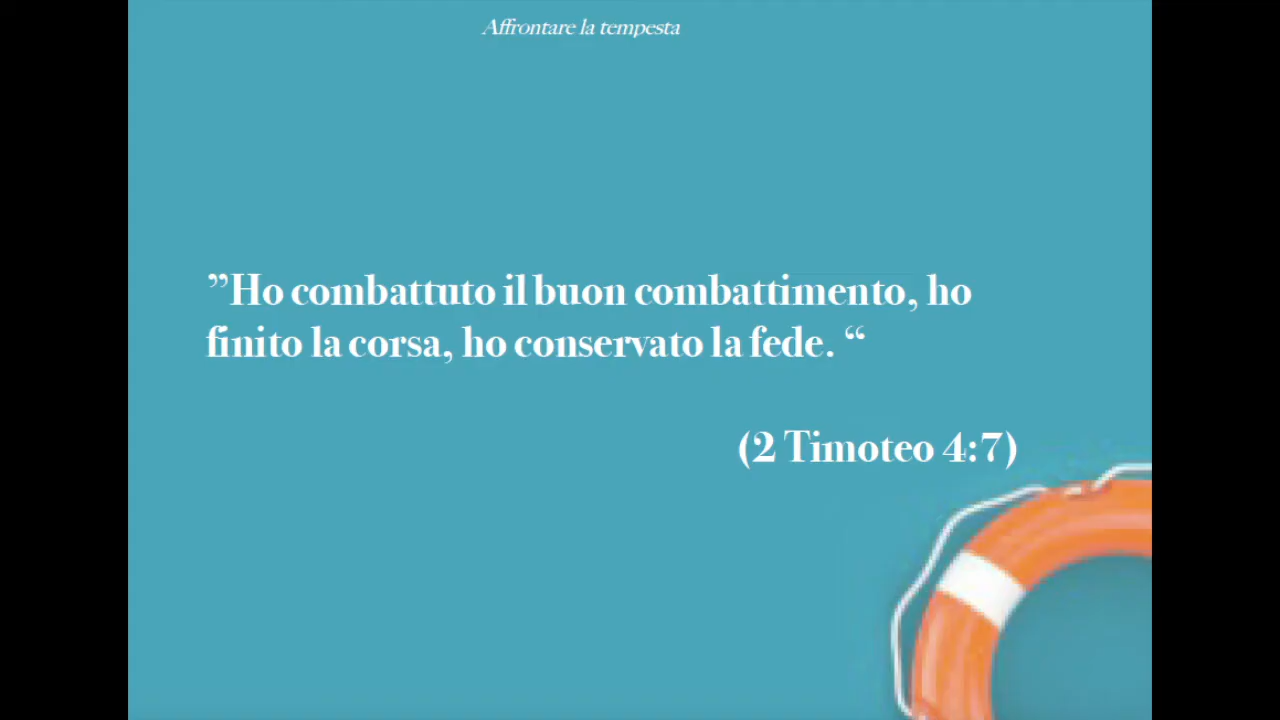 Affrontare la tempesta
”Ho combattuto il buon combattimento, ho
finito la corsa, ho conservato la fede. “
(2 Timoteo 4:7)